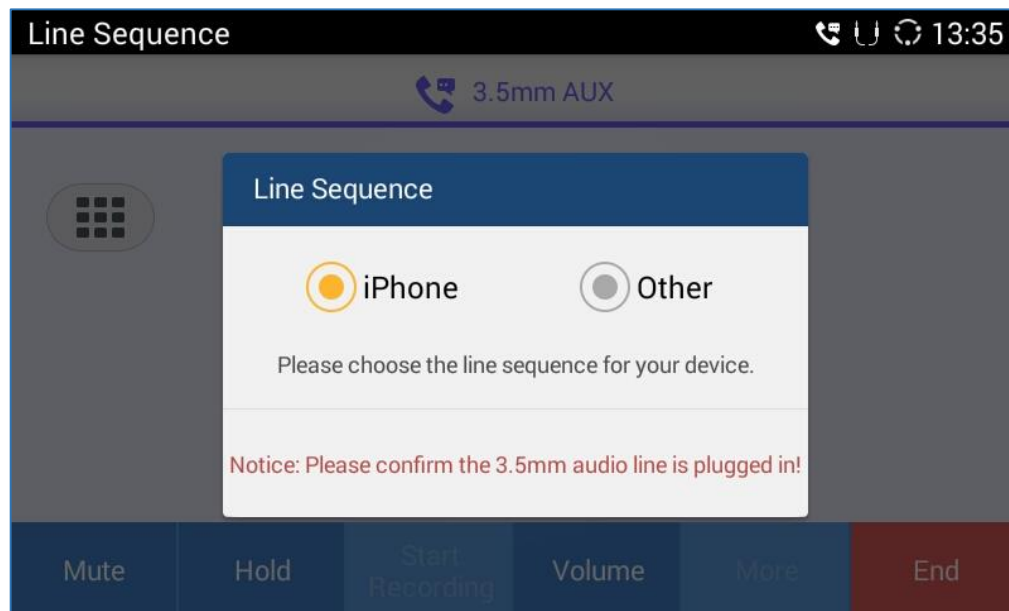 Line Sequence 13:35
3.5mm AUX
Line Sequence
iPhone Other
Please choose the line sequence for your device.
Notice: Please confirm the 3.5mm audio line is plugged in!
Mute Hold Start Recording Volume More End